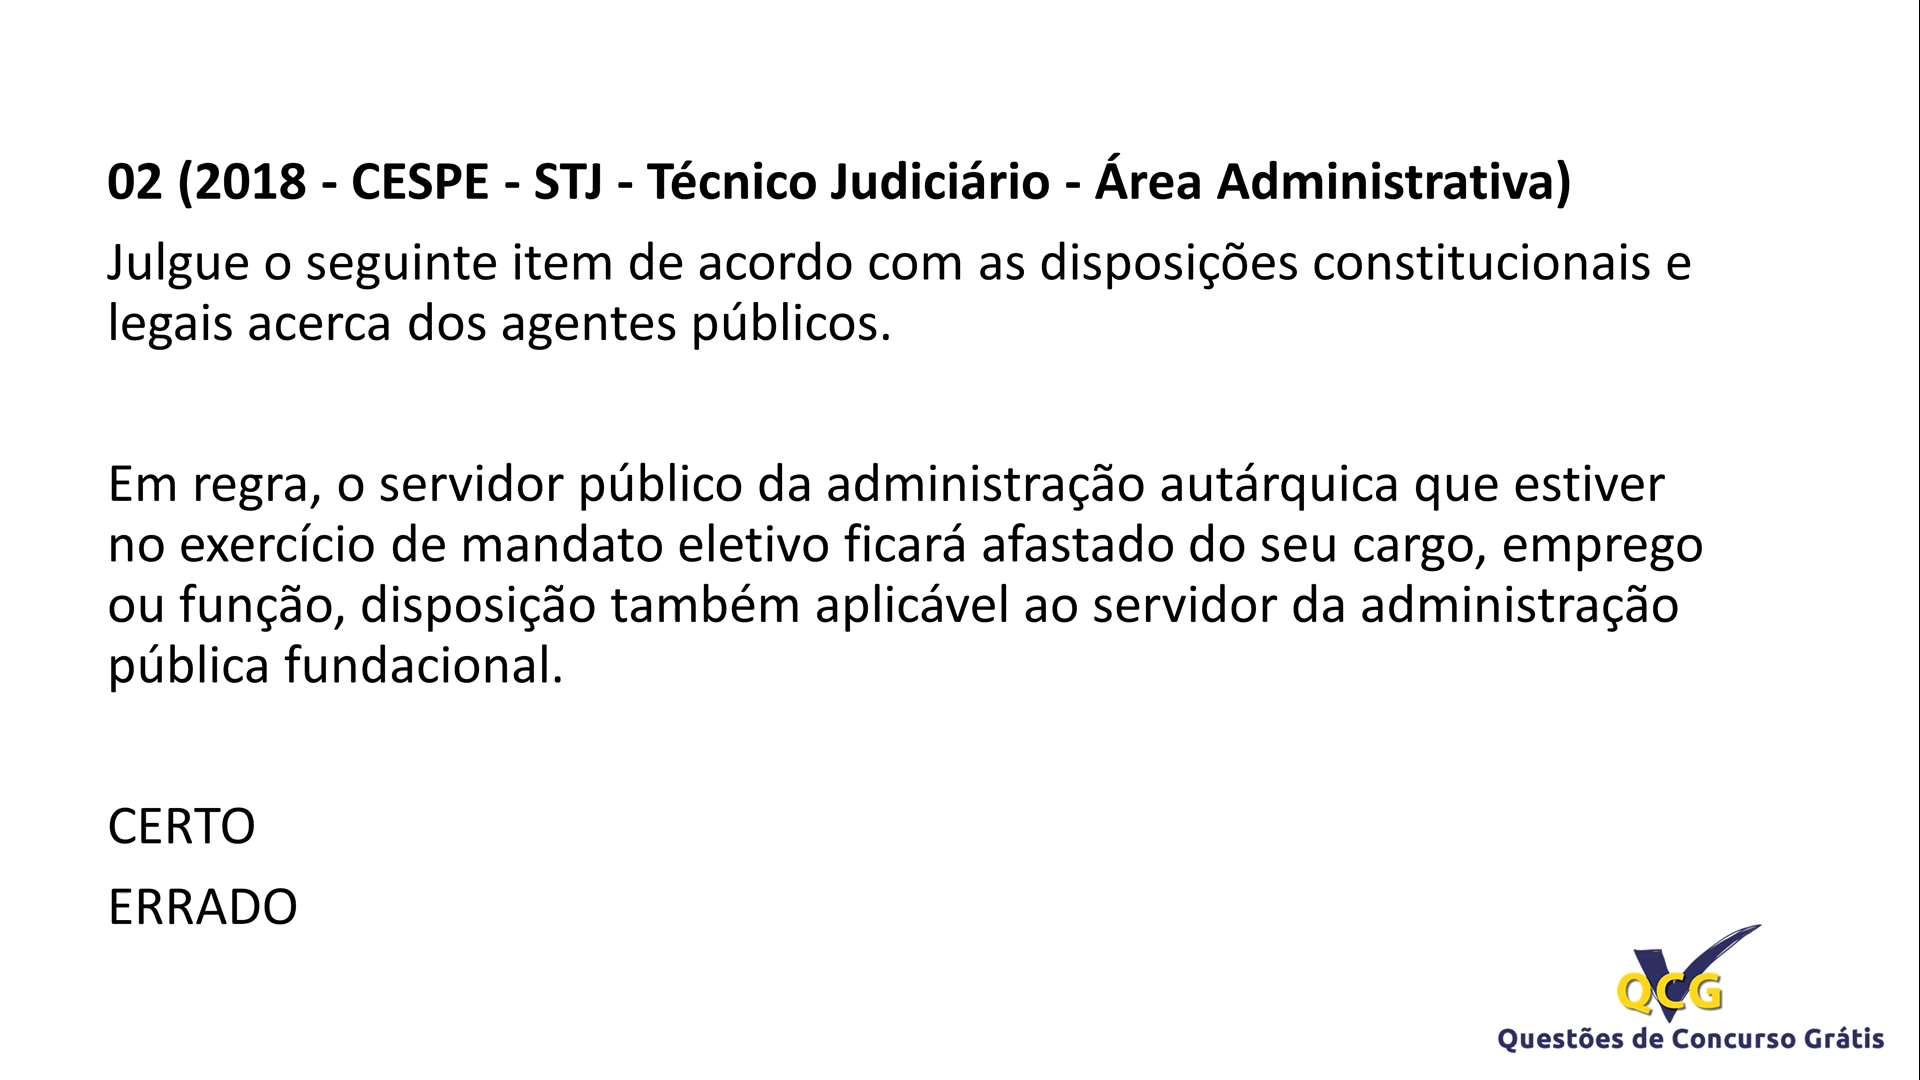 02 (2018 - CESPE - STJ - Técnico Judiciário - Área Administrativa)
Julgue o seguinte item de acordo com as disposições constitucionais e
legais acerca dos agentes públicos.
Em regra, o servidor público da administração autárquica que estiver
no exercício de mandato eletivo ficará afastado do seu cargo, emprego
ou função, disposição também aplicável ao servidor da administração
pública fundacional.
CERTO
ERRADO
QCG
Questões de Concurso Grátis